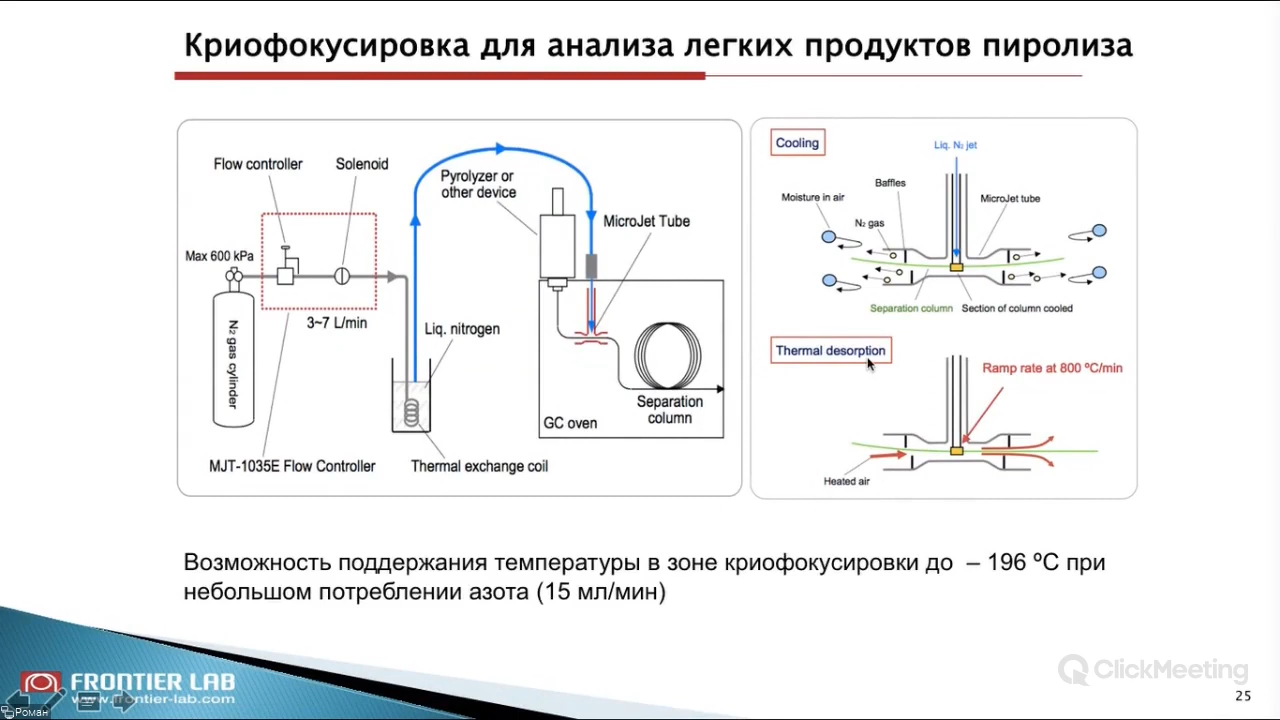 Криофокусировка для анализа легких продуктов пиролиза
Flow controller
Solenoid
Pyrolyzer or
other device
MicroJet Tube
Max 600 kPa
3~7 L/min
N₂ gas cylinder
Liq. nitrogen
Separation
column
GC oven
MJT-1035E Flow Controller
Thermal exchange coil
Cooling
Liq. N₂ jet
Baffles
Moisture in air
MicroJet tube
N₂ gas
Separation column
Section of column cooled
Thermal desorption
Ramp rate at 800 ºC/min
Heated air
Возможность поддержания температуры в зоне криофокусировки до – 196 ºС при
небольшом потреблении азота (15 мл/мин)
FRONTIER LAB
www.frontier-lab.com
Роман
ClickMeeting
25